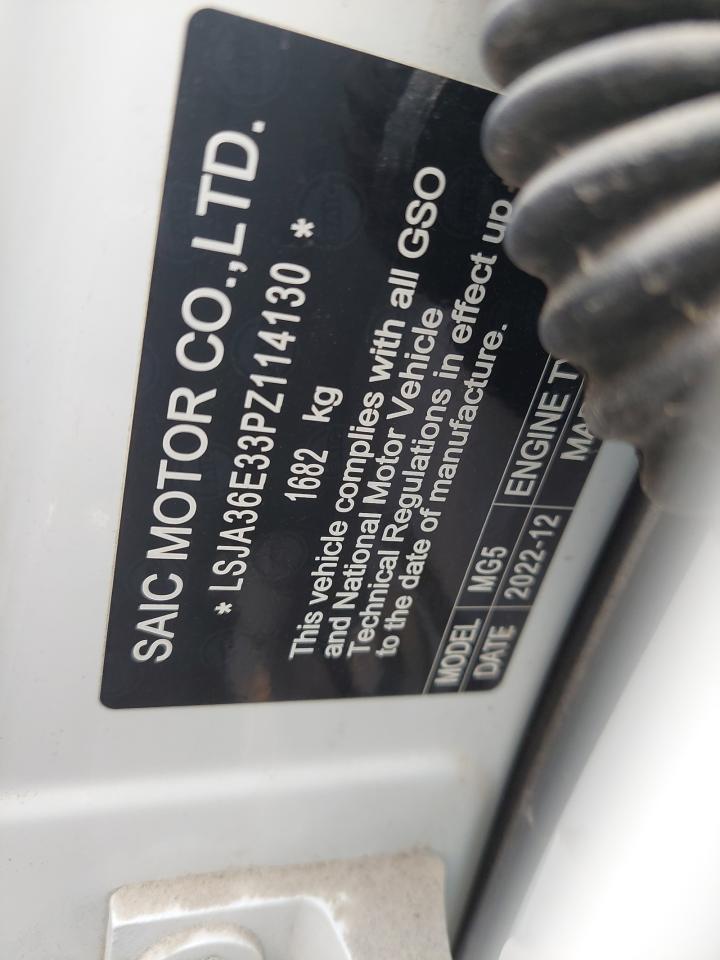 SAIC MOTOR CO.,LTD.
* LSJA36E33PZ114130 *
1682 kg
This vehicle complies with all GSO
and National Motor Vehicle
Technical Regulations in effect up
to the date of manufacture.
MODEL MG5 ENGINE
DATE 2022-12